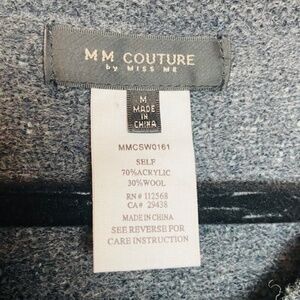 MM COUTURE
by MISS ME
M
MADE
IN
CHINA
MMCSW0161
SELF
70%ACRYLIC
30%WOOL
RN# 112568
CA# 29438
MADE IN CHINA
SEE REVERSE FOR
CARE INSTRUCTION